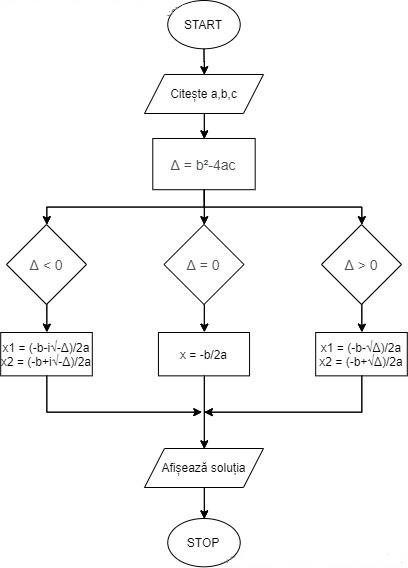 START
Citește a,b,c
Δ = b²-4ac
Δ < 0
Δ = 0
Δ > 0
x1 = (-b-i√-Δ)/2a
x2 = (-b+i√-Δ)/2a
x = -b/2a
x1 = (-b-√Δ)/2a
x2 = (-b+√Δ)/2a
Afișează soluția
STOP